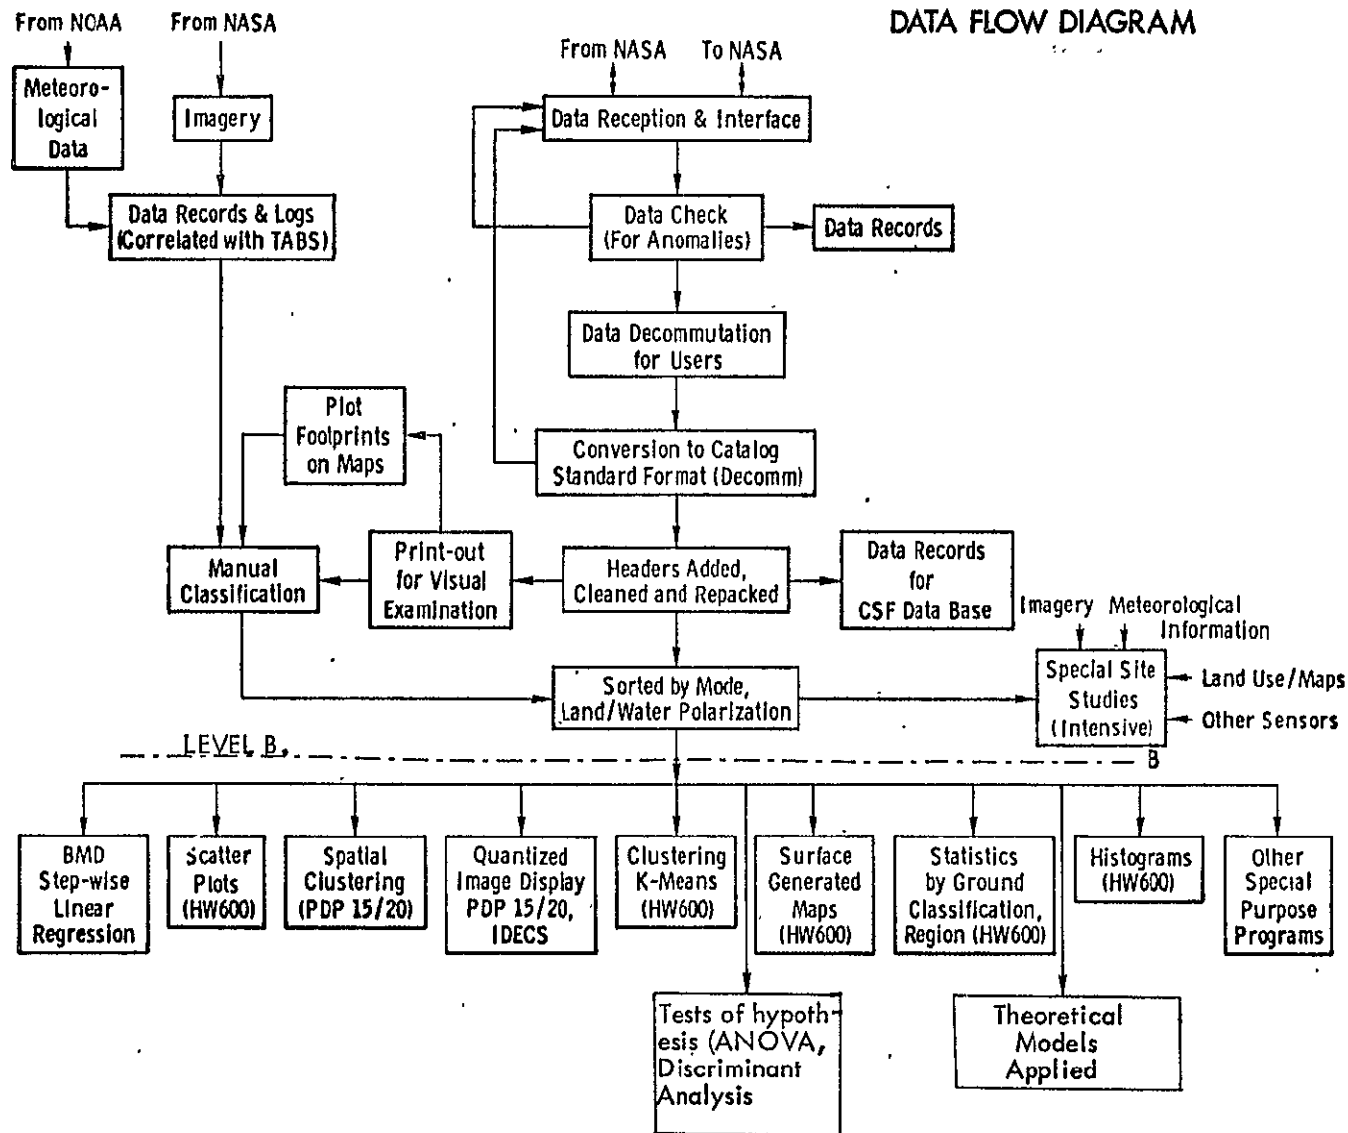 DATA FLOW DIAGRAM
From NOAA
From NASA
From NASA
To NASA
Meteoro-
logical
Data
Imagery
Data Reception & Interface
Data Records & Logs
(Correlated with TABS)
Data Check
(For Anomalies)
Data Records
Data Decommutation
for Users
Plot
Footprints
on Maps
Conversion to Catalog
Standard Format (Decomm)
Manual
Classification
Print-out
for Visual
Examination
Headers Added,
Cleaned and Repacked
Data Records
for
CSF Data Base
Imagery
Meteorological
Information
Sorted by Mode,
Land/Water Polarization
Special Site
Studies
(Intensive)
Land Use/Maps
Other Sensors
LEVEL B.
B
BMD
Step-wise
Linear
Regression
Scatter
Plots
(HW600)
Spatial
Clustering
(PDP 15/20)
Quantized
Image Display
PDP 15/20,
IDECS
Clustering
K-Means
(HW600)
Surface
Generated
Maps
(HW600)
Statistics
by Ground
Classification,
Region (HW600)
Histograms
(HW600)
Other
Special
Purpose
Programs
Tests of hypoth-
esis (ANOVA,
Discriminant
Analysis
Theoretical
Models
Applied